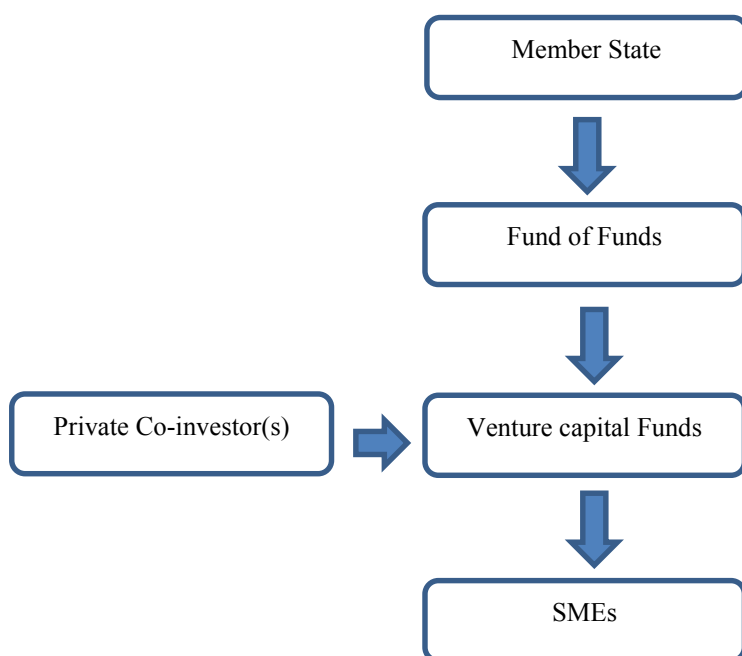 Member State
Fund of Funds
Private Co-investor(s)
Venture capital Funds
SMEs